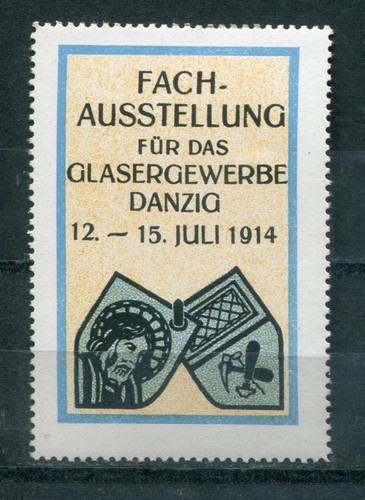 FACH-
AUSSTELLUNG
FÜR DAS
GLASERGEWERBE
DANZIG
12. – 15. JULI 1914